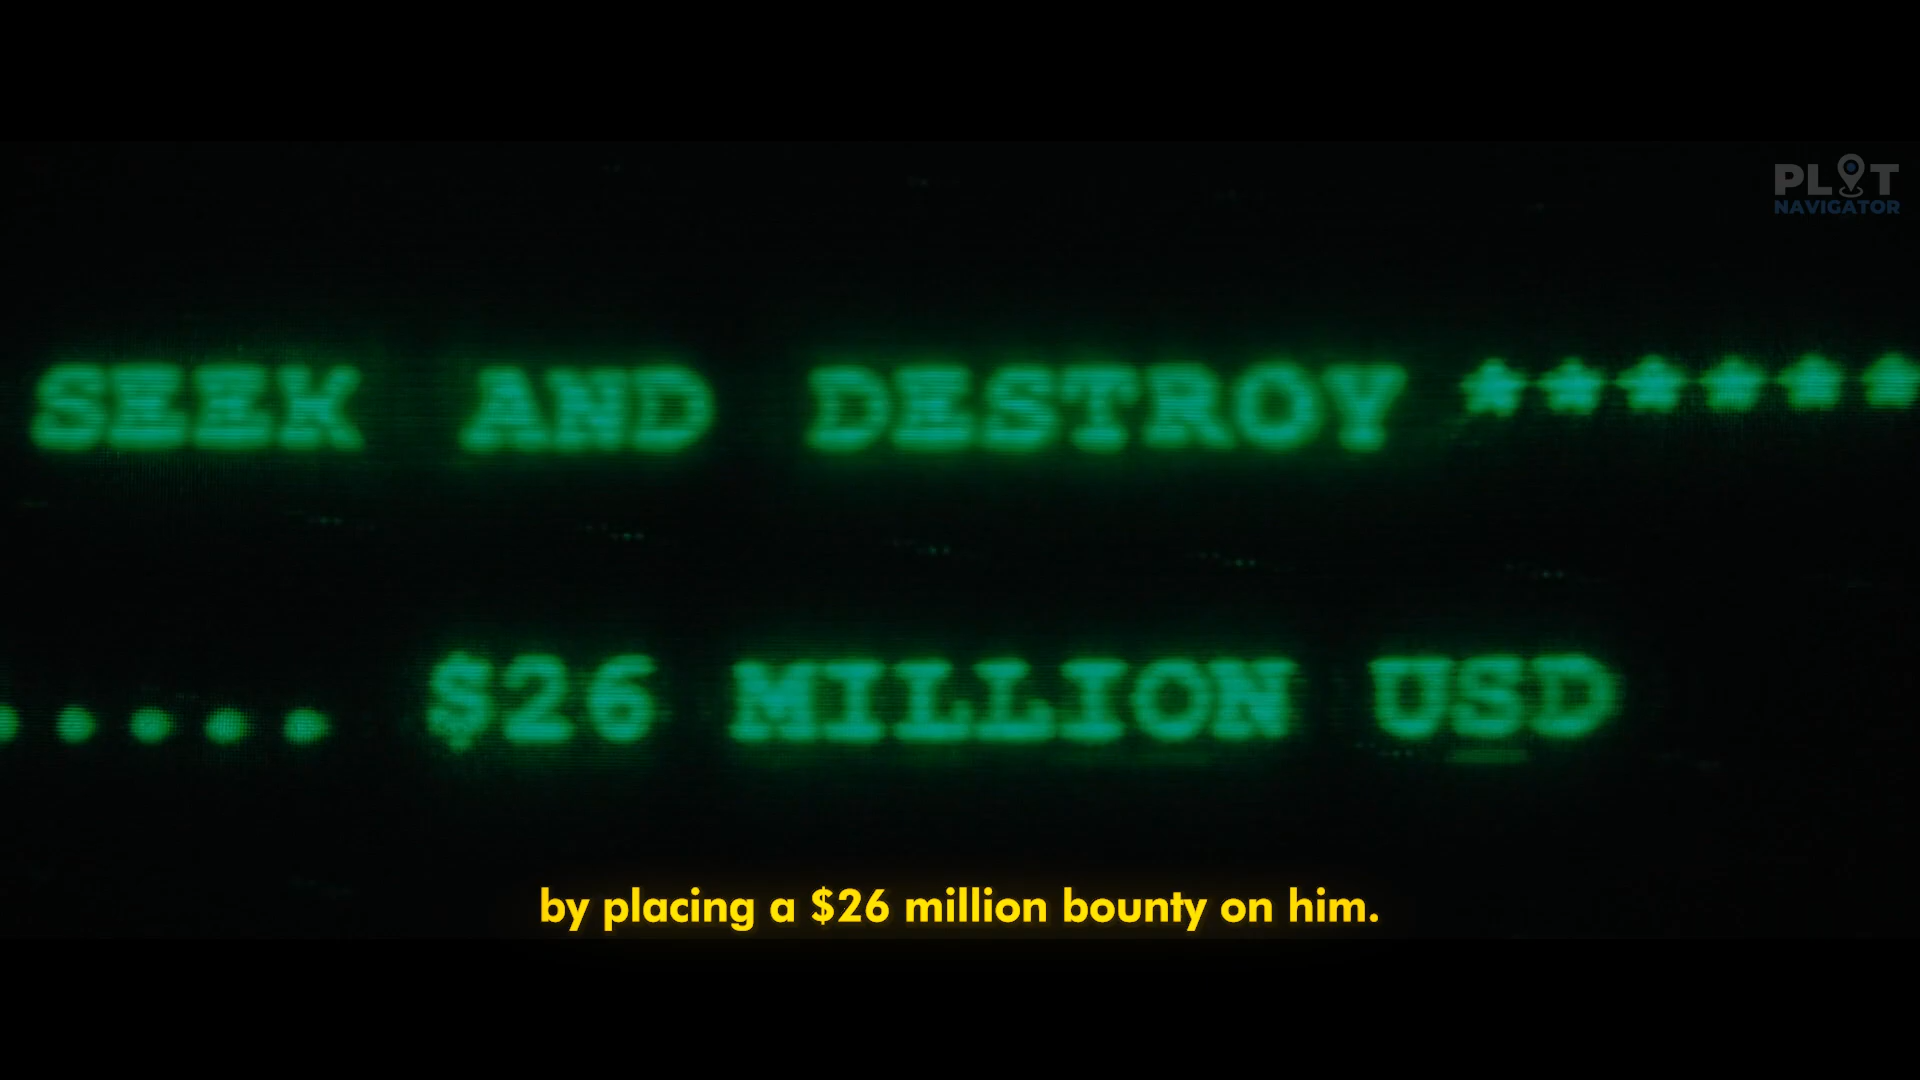 PLOT
NAVIGATOR
SEEK AND DESTROY ******
..... $26 MILLION USD
by placing a $26 million bounty on him.